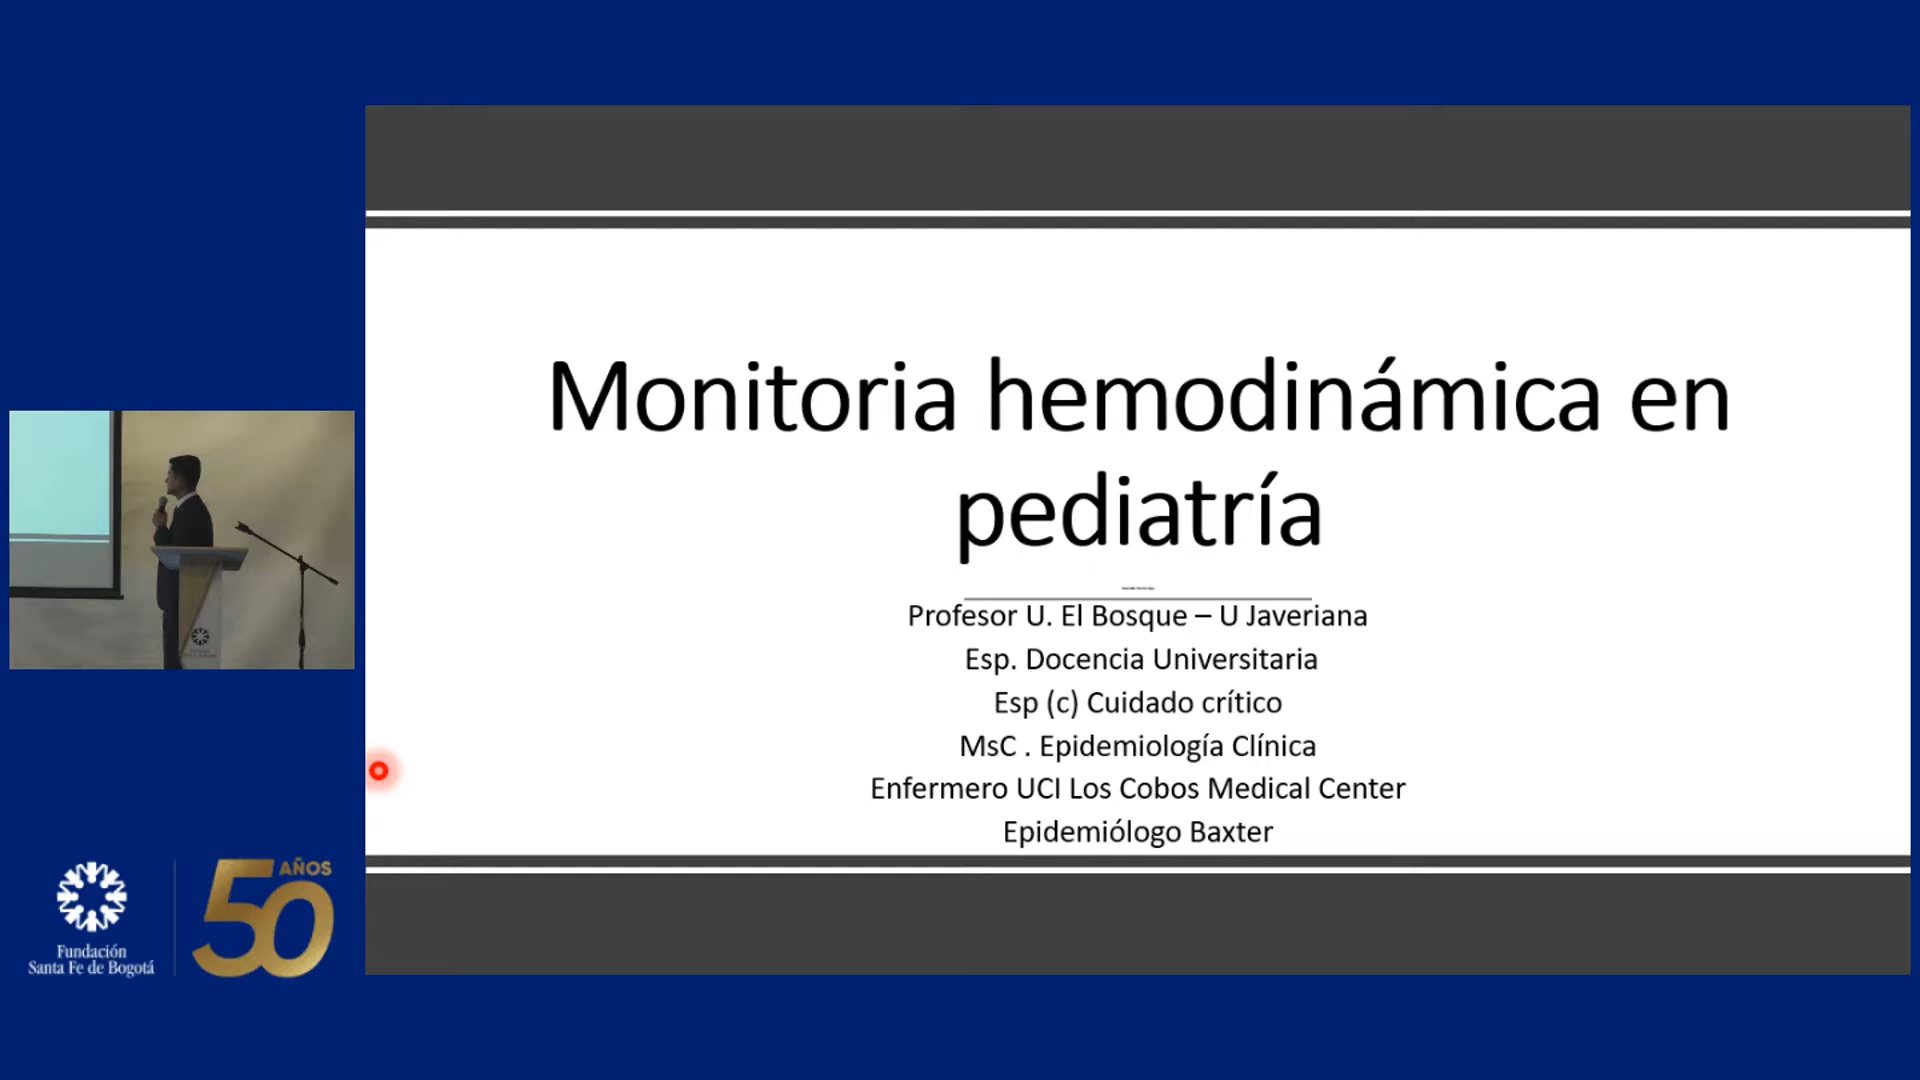 Monitoria hemodinámica en
pediatría
Profesor U. El Bosque – U Javeriana
Esp. Docencia Universitaria
Esp (c) Cuidado crítico
MsC . Epidemiología Clínica
Enfermero UCI Los Cobos Medical Center
Epidemiólogo Baxter
Fundación
Santa Fe de Bogotá
50 AÑOS